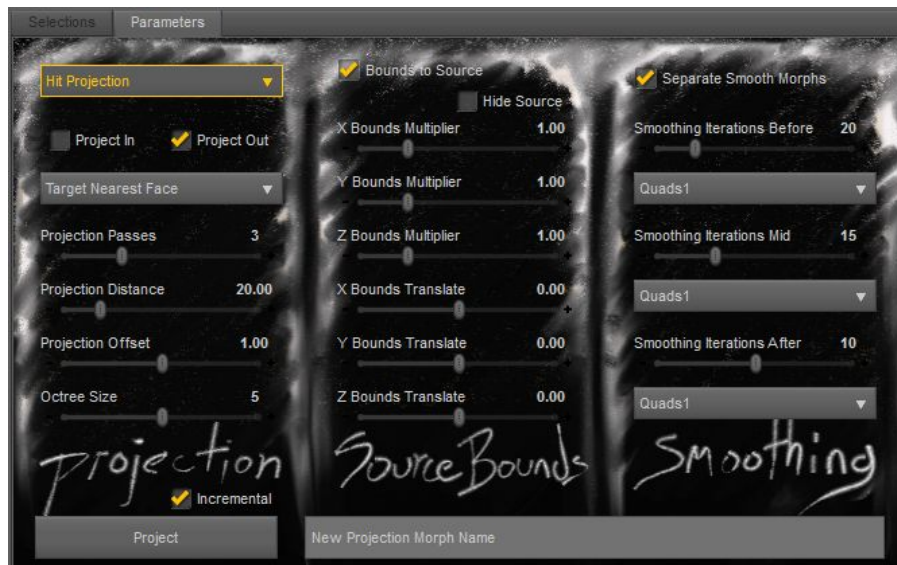 Selections Parameters
Hit Projection
Project In Project Out
Target Nearest Face
Projection Passes 3
Projection Distance 20.00
Projection Offset 1.00
Octree Size 5
projection
Incremental
Project
Bounds to Source
Hide Source
X Bounds Multiplier 1.00
Y Bounds Multiplier 1.00
Z Bounds Multiplier 1.00
X Bounds Translate 0.00
Y Bounds Translate 0.00
Z Bounds Translate 0.00
Source Bounds
New Projection Morph Name
Separate Smooth Morphs
Smoothing Iterations Before 20
Quads1
Smoothing Iterations Mid 15
Quads1
Smoothing Iterations After 10
Quads1
Smoothing